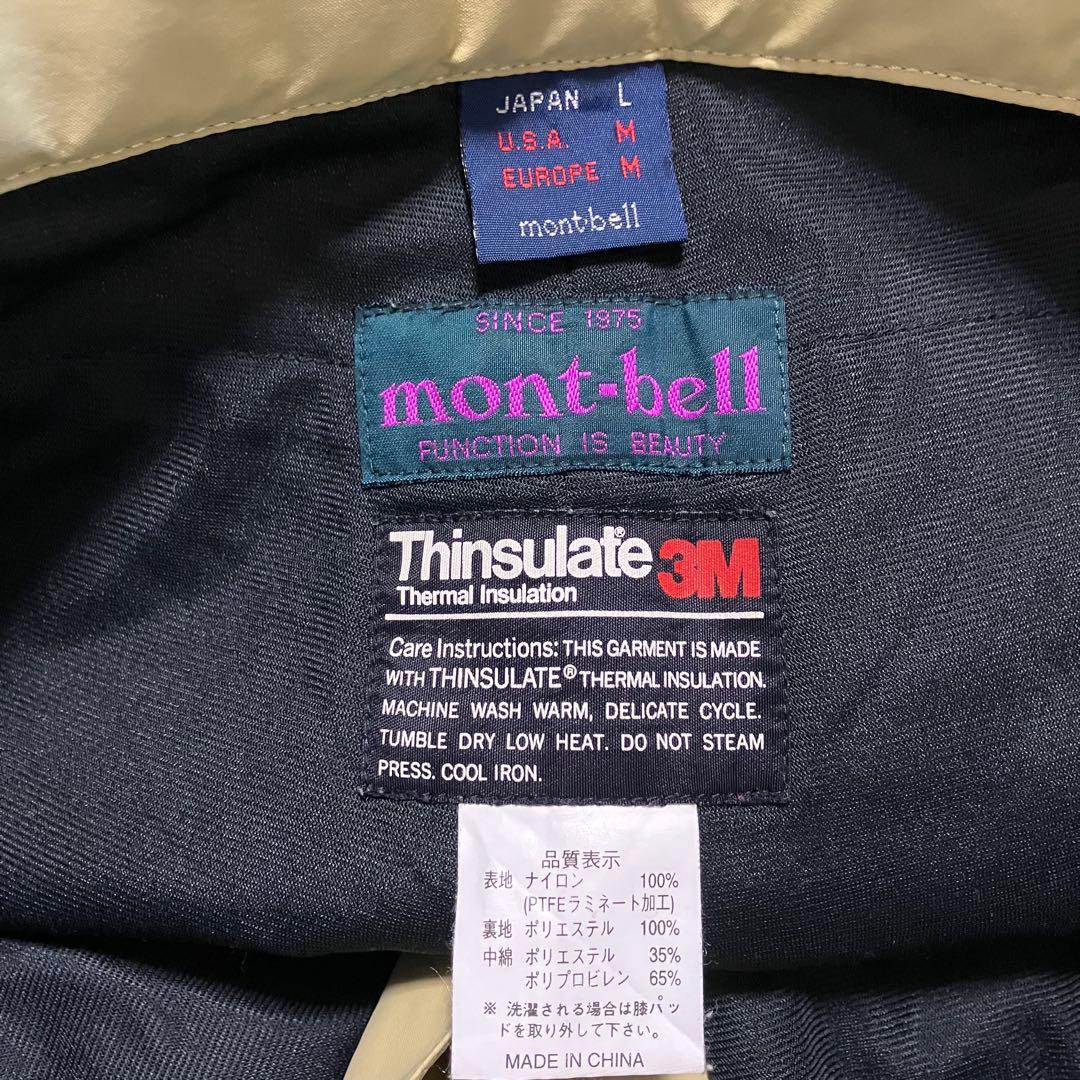 JAPAN L
U.S.A. M
EUROPE M
mont·bell
SINCE 1975
mont-bell
FUNCTION IS BEAUTY
Thinsulate® 3M
Thermal Insulation
Care Instructions: THIS GARMENT IS MADE
WITH THINSULATE® THERMAL INSULATION.
MACHINE WASH WARM, DELICATE CYCLE.
TUMBLE DRY LOW HEAT. DO NOT STEAM
PRESS. COOL IRON.
品質表示
表地 ナイロン 100%
(PTFEラミネート加工)
裏地 ポリエステル 100%
中綿 ポリエステル 35%
ポリプロピレン 65%
※ 洗濯される場合は膝パッ
ドを取り外して下さい。
MADE IN CHINA